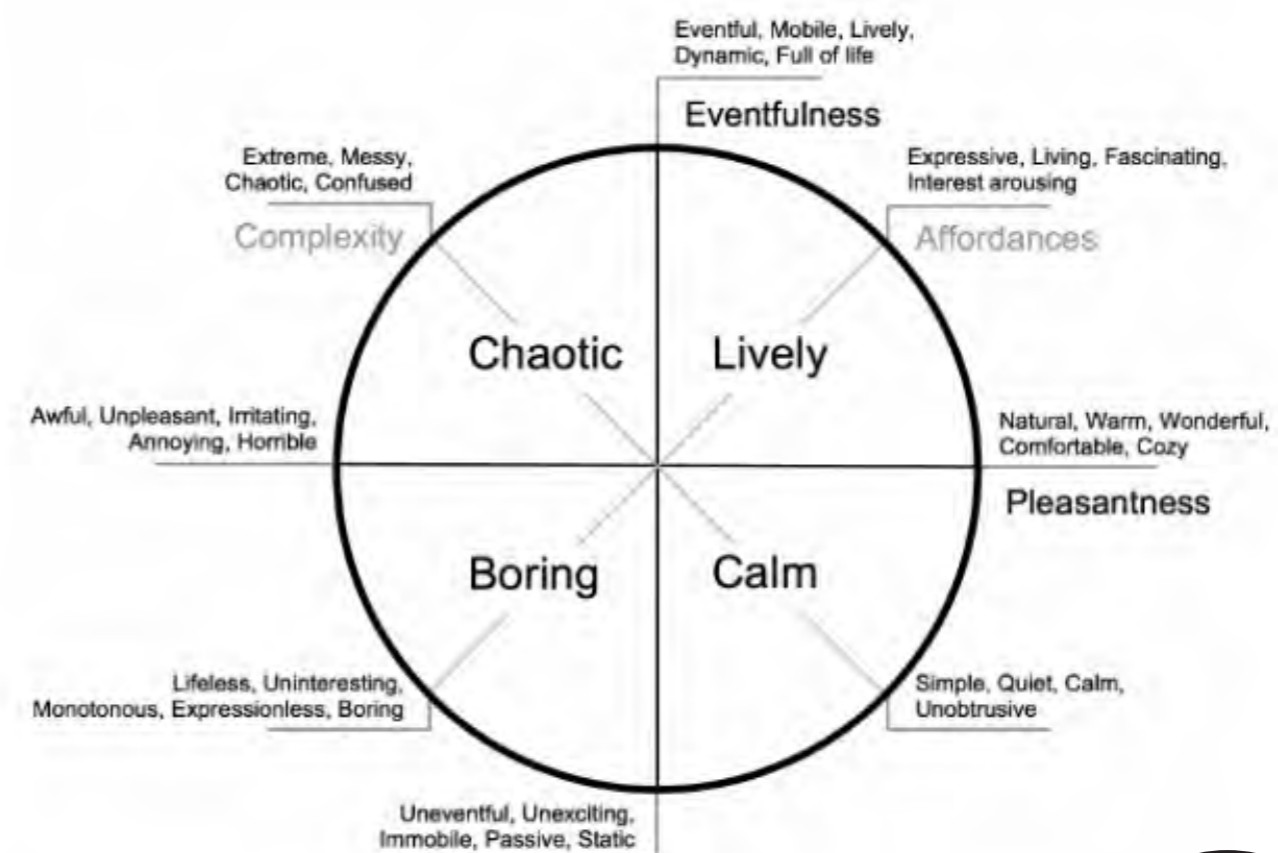 Eventful, Mobile, Lively,
Dynamic, Full of life
Eventfulness
Extreme, Messy,
Chaotic, Confused
Complexity
Expressive, Living, Fascinating,
Interest arousing
Affordances
Chaotic
Lively
Awful, Unpleasant, Irritating,
Annoying, Horrible
Natural, Warm, Wonderful,
Comfortable, Cozy
Pleasantness
Boring
Calm
Lifeless, Uninteresting,
Monotonous, Expressionless, Boring
Simple, Quiet, Calm,
Unobtrusive
Uneventful, Unexciting,
Immobile, Passive, Static